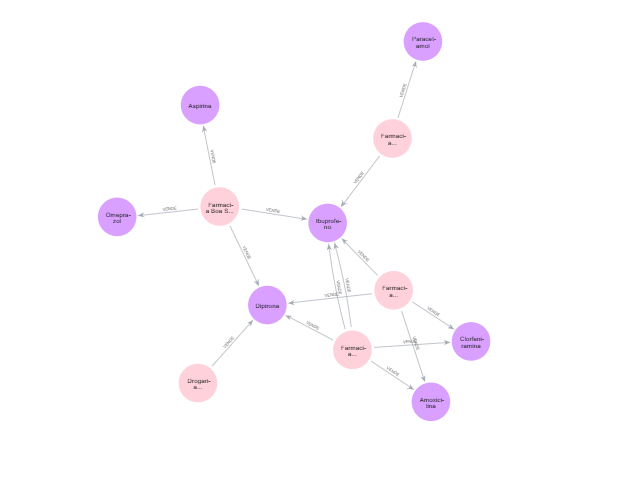 Paracet-
amol
VENDE
Aspirina
Farmaci-
a...
VENDE
VENDE
Farmaci-
a Boa S...
VENDE
VENDE
Omepra-
zol
Ibuprofe-
no
VENDE
VENDE
Farmaci-
a...
VENDE
VENDE
VENDE
Dipirona
VENDE
VENDE
Clorfeni-
ramina
VENDE
VENDE
VENDE
Farmaci-
a...
VENDE
Drogari-
a...
Amoxici-
lina